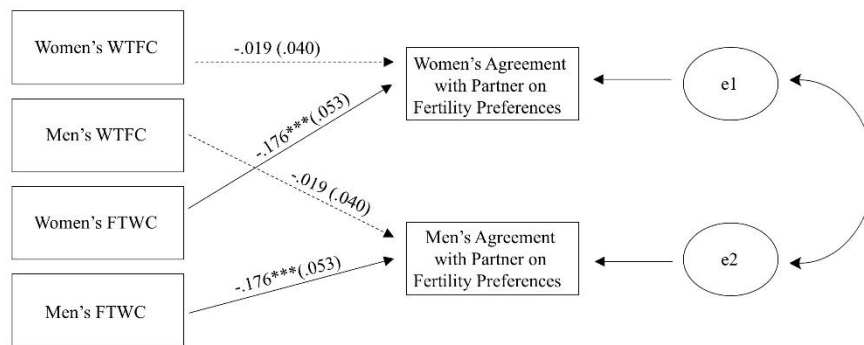 Women's WTFC
-.019 (.040)
Women's Agreement
with Partner on
Fertility Preferences
e1
Men's WTFC
-.176***(.053)
Women's FTWC
-.019 (.040)
Men's Agreement
with Partner on
Fertility Preferences
e2
Men's FTWC
-.176***(.053)